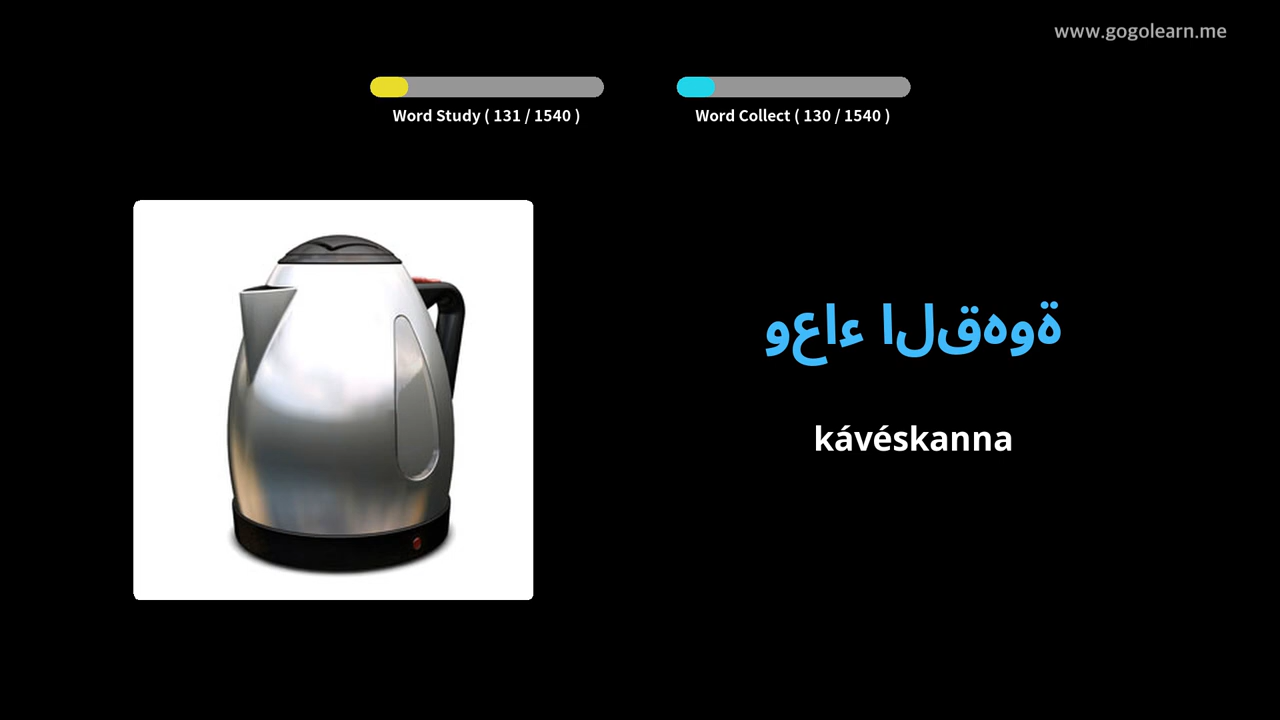 www.gogolearn.me
Word Study ( 131 / 1540 )
Word Collect ( 130 / 1540 )
وعاء القهوة
kávéskanna